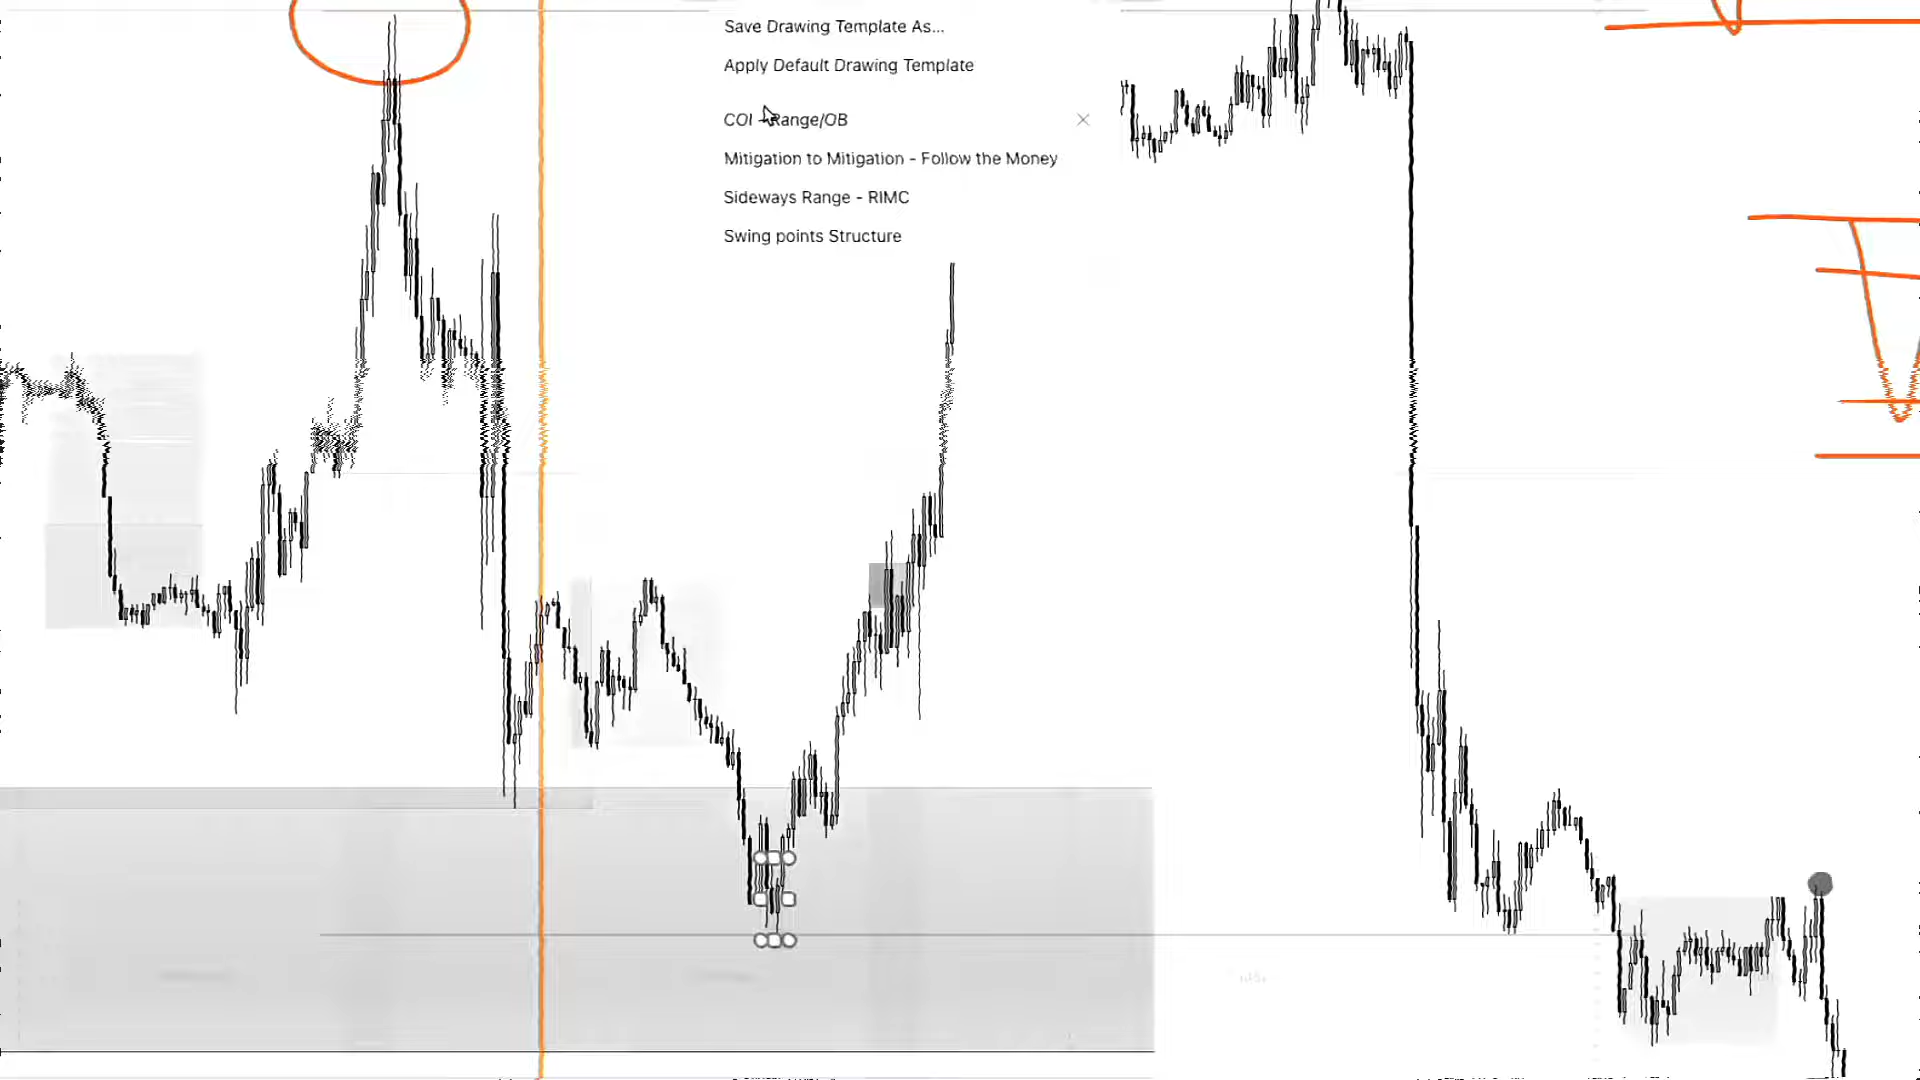 Save Drawing Template As...
Apply Default Drawing Template
COI - Range/OB
Mitigation to Mitigation - Follow the Money
Sideways Range - RIMC
Swing points Structure